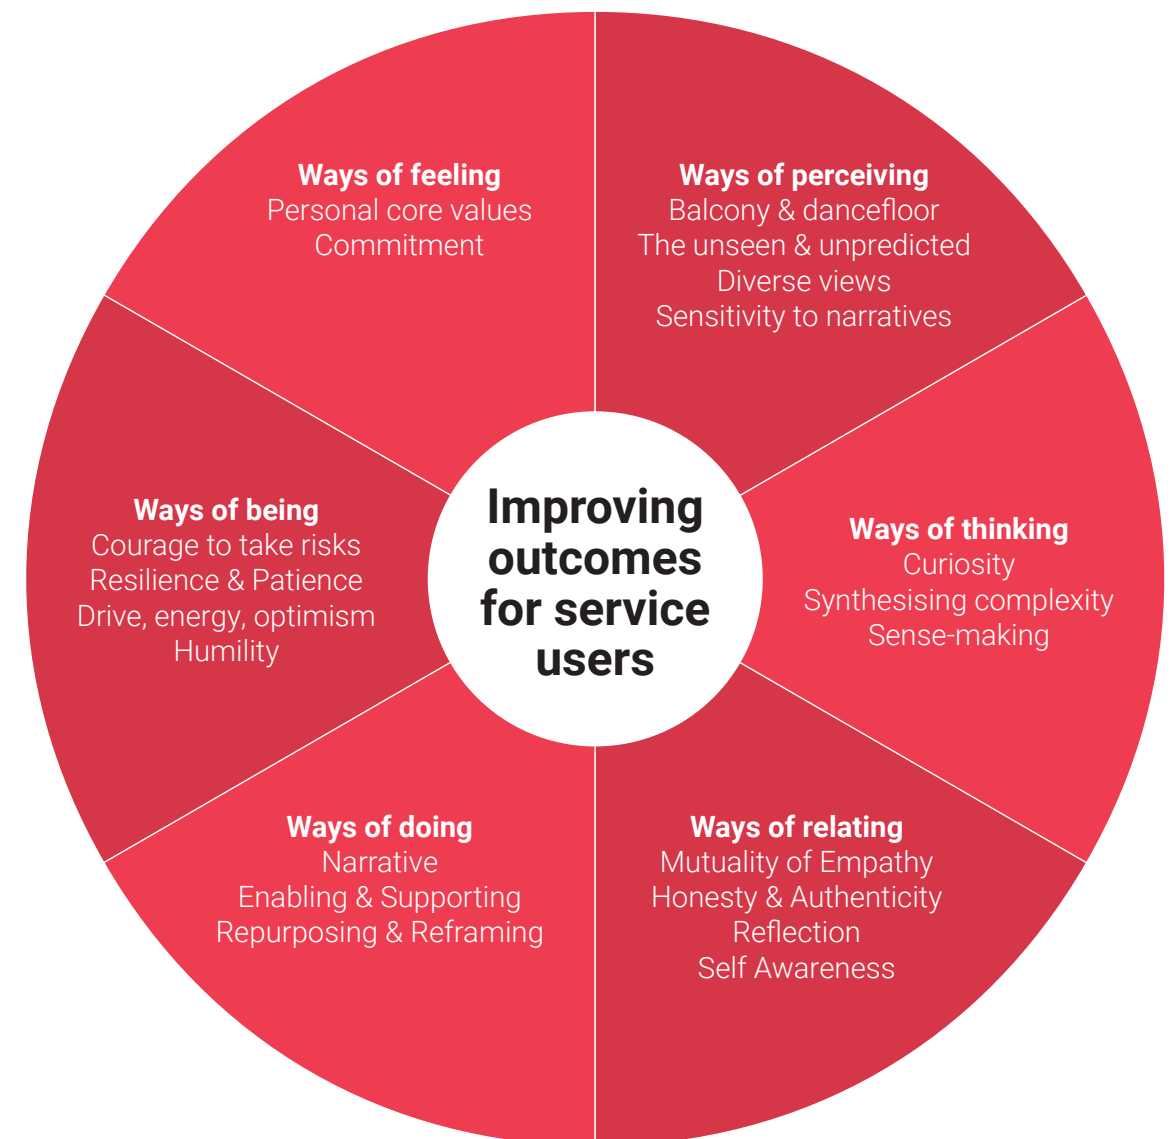 Ways of feeling
Personal core values
Commitment
Ways of perceiving
Balcony & dancefloor
The unseen & unpredicted
Diverse views
Sensitivity to narratives
Ways of being
Courage to take risks
Resilience & Patience
Drive, energy, optimism
Humility
Improving
outcomes
for service
users
Ways of thinking
Curiosity
Synthesising complexity
Sense-making
Ways of doing
Narrative
Enabling & Supporting
Repurposing & Reframing
Ways of relating
Mutuality of Empathy
Honesty & Authenticity
Reflection
Self Awareness